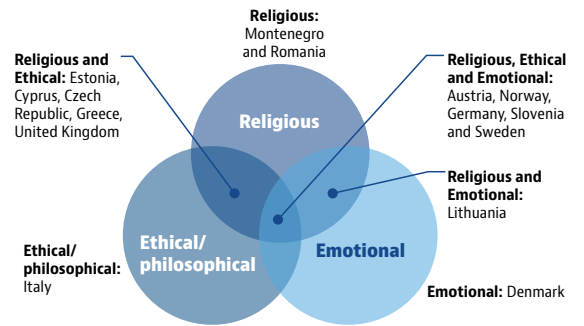 Religious:
Montenegro
and Romania
Religious and
Ethical: Estonia,
Cyprus, Czech
Republic, Greece,
United Kingdom
Religious, Ethical
and Emotional:
Austria, Norway,
Germany, Slovenia
and Sweden
Religious
Religious and
Emotional:
Lithuania
Ethical/
philosophical:
Italy
Ethical/
philosophical
Emotional
Emotional: Denmark